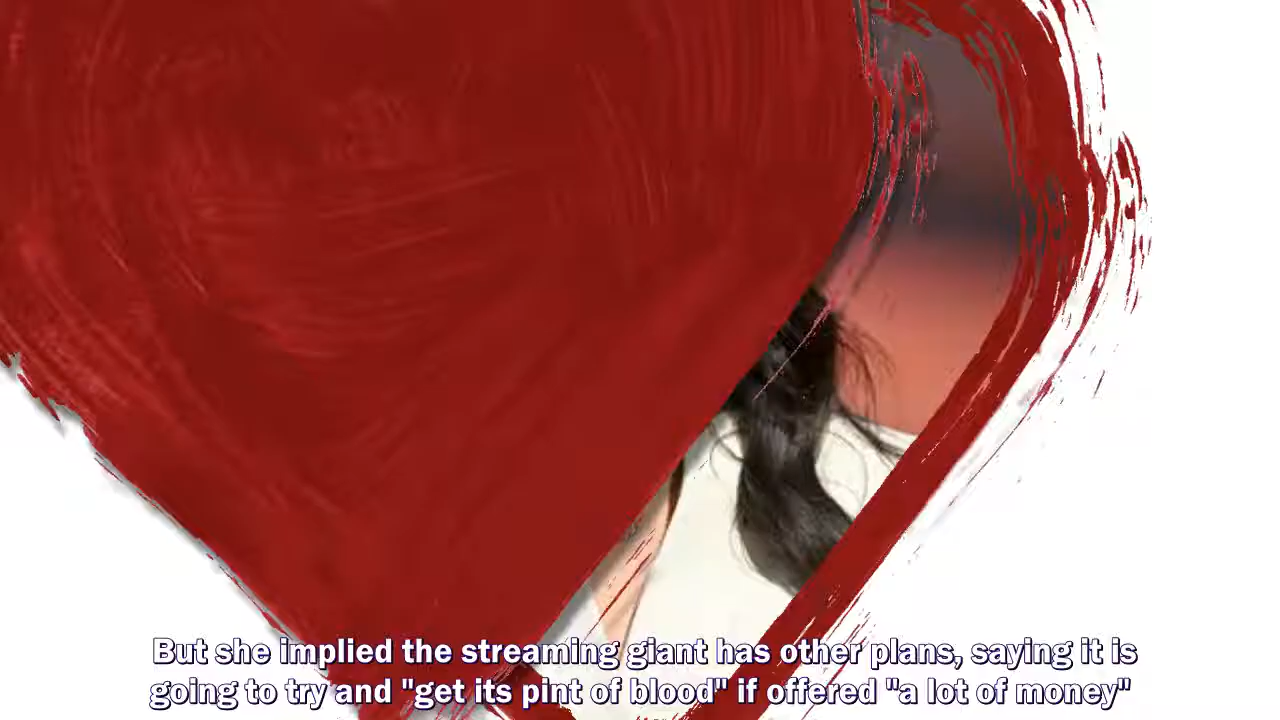 But she implied the streaming giant has other plans, saying it is
going to try and "get its pint of blood" if offered "a lot of money"